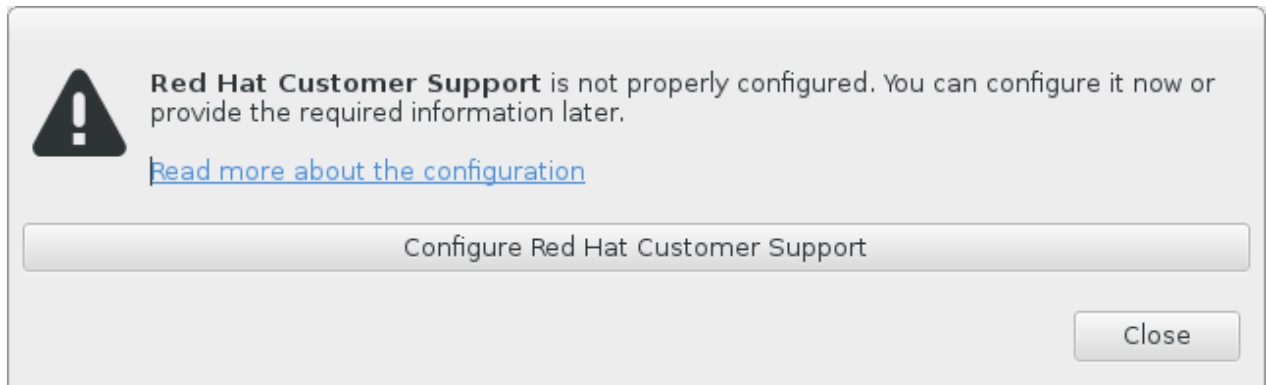 Red Hat Customer Support is not properly configured. You can configure it now or
provide the required information later.
Read more about the configuration
Configure Red Hat Customer Support
Close